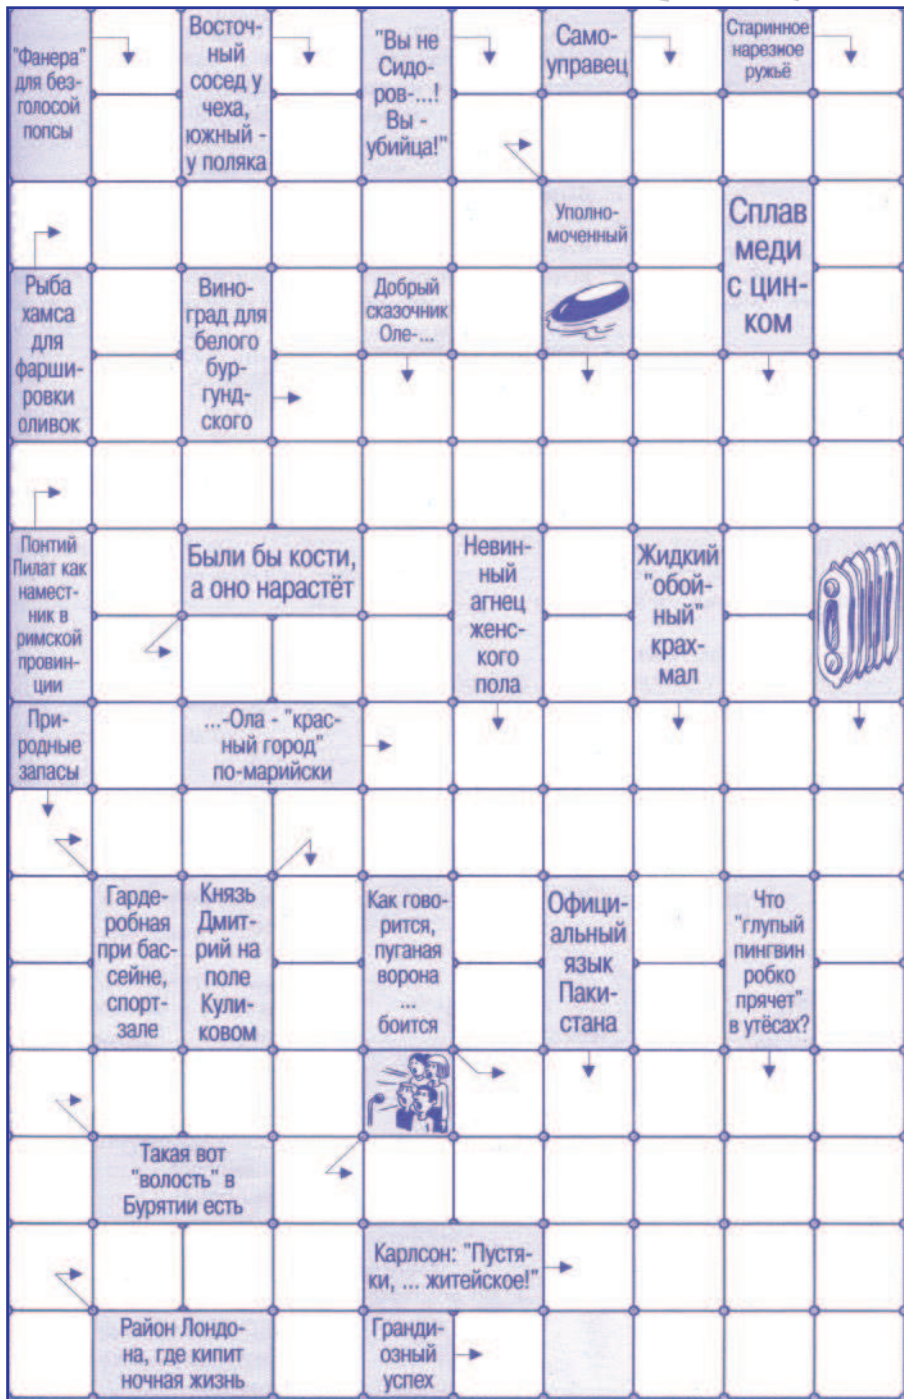 "Фанера"
для без-
голосой
попсы
Восточ-
ный
сосед у
чеха,
южный -
у поляка
"Вы не
Сидо-
ров-...!
Вы -
убийца!"
Само-
управец
Старинное
нарезное
ружьё
Уполно-
моченный
Сплав
меди
с цин-
ком
Рыба
хамса
для
фарши-
ровки
оливок
Вино-
град для
белого
бур-
гунд-
ского
Добрый
сказочник
Оле-...
Понтий
Пилат как
намест-
ник в
римской
провин-
ции
Были бы кости,
а оно нарастёт
Невин-
ный
агнец
женс-
кого
пола
Жидкий
"обой-
ный"
крах-
мал
При-
родные
запасы
...-Ола - "крас-
ный город"
по-марийски
Гарде-
робная
при бас-
сейне,
спорт-
зале
Князь
Дмит-
рий на
поле
Кули-
ковом
Как гово-
рится,
пуганая
ворона
...
боится
Офици-
альный
язык
Паки-
стана
Что
"глупый
пингвин
робко
прячет"
в утёсах?
Такая вот
"волость" в
Бурятии есть
Карлсон: "Пустя-
ки, ... житейское!"
Район Лондо-
на, где кипит
ночная жизнь
Гранди-
озный
успех